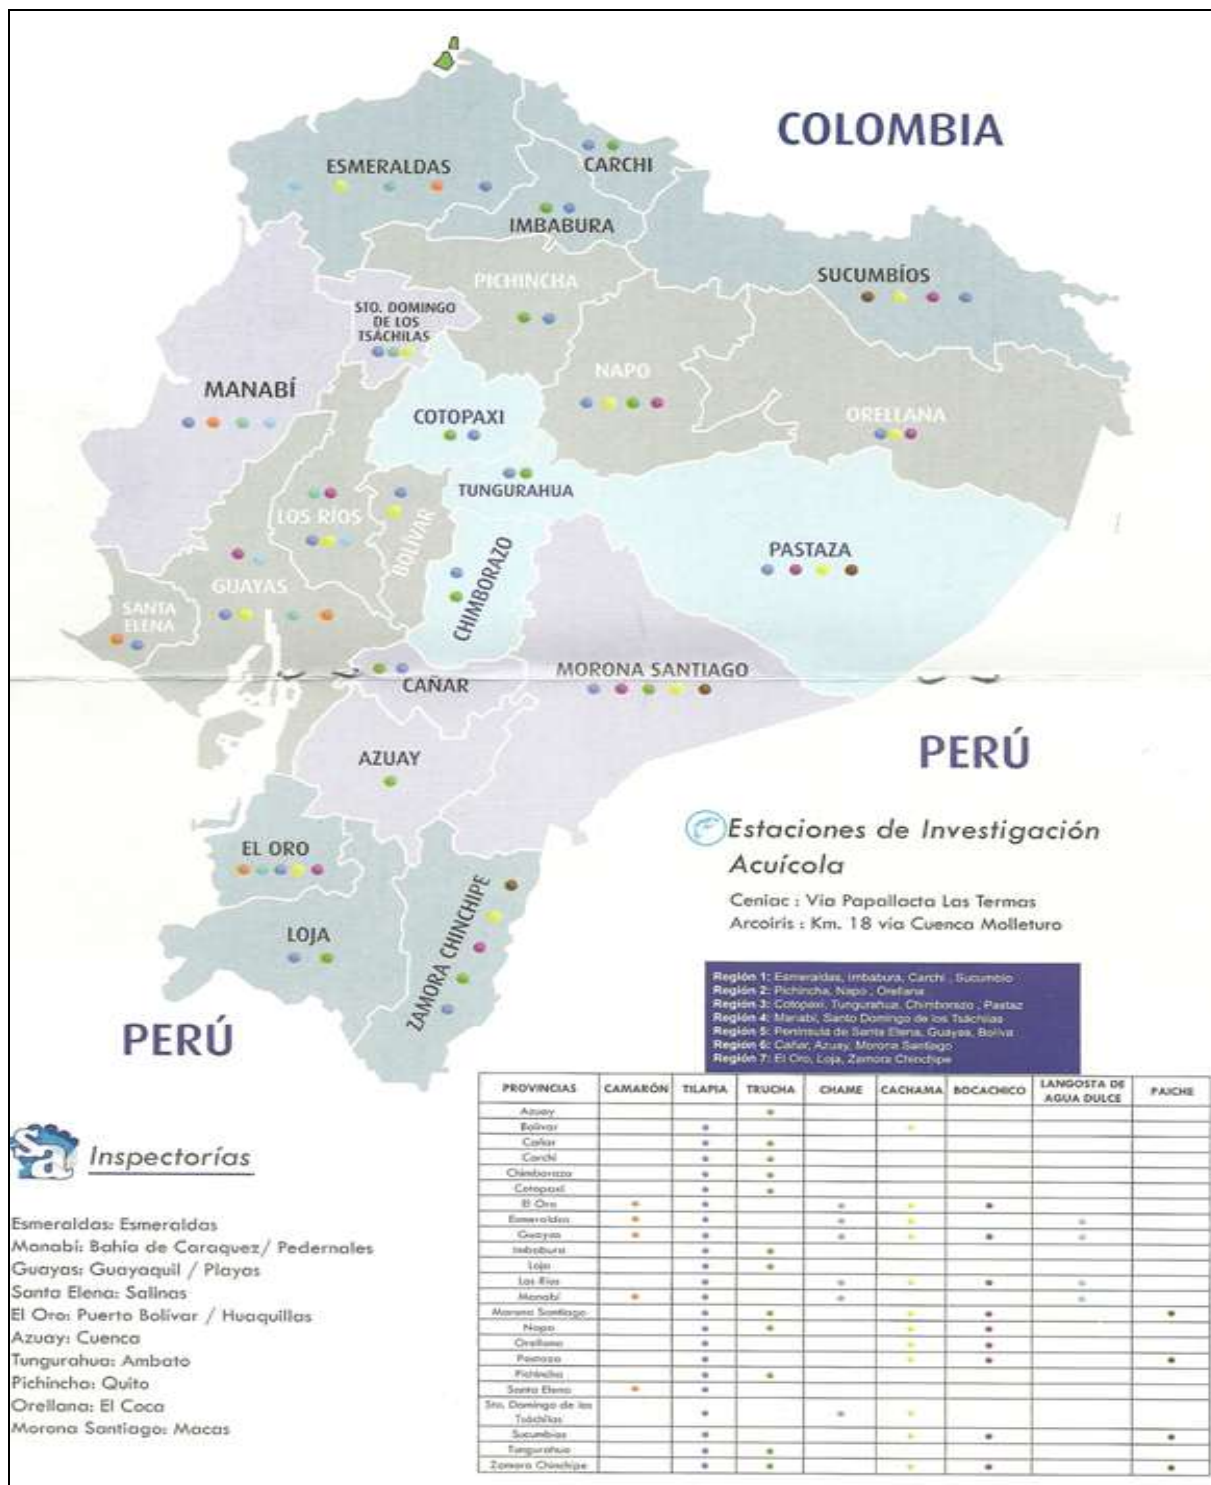 COLOMBIA
ESMERALDAS
CARCHI
IMBABURA
SUCUMBÍOS
PICHINCHA
STO. DOMINGO
DE LOS
TSÁCHILAS
NAPO
MANABÍ
COTOPAXI
ORELLANA
TUNGURAHUA
LOS RÍOS
BOLÍVAR
PASTAZA
CHIMBORAZO
GUAYAS
SANTA
ELENA
MORONA SANTIAGO
CAÑAR
AZUAY
PERÚ
EL ORO
ZAMORA CHINCHIPE
LOJA
PERÚ
Estaciones de Investigación
Acuícola
Ceniac : Via Papallacta Las Termas
Arcoiris : Km. 18 via Cuenca Molleturo
Región 1: Esmeraldas, Imbabura, Carchi , Sucumbio
Región 2: Pichincha, Napo , Orellana
Región 3: Cotopaxi, Tungurahua, Chimborazo , Pastaz
Región 4: Manabí, Santo Domingo de los Tsáchilas
Región 5: Península de Santa Elena, Guayas, Boliva
Región 6: Cañar, Azuay, Morona Santiago
Región 7: El Oro, Loja, Zamora Chinchipe
sa Inspectorías
Esmeraldas: Esmeraldas
Manabi: Bahía de Caraquez/ Pedernales
Guayas: Guayaquil / Playas
Santa Elena: Salinas
El Oro: Puerto Bolívar / Huaquillas
Azuay: Cuenca
Tungurahua: Ambato
Pichincha: Quito
Orellana: El Coca
Morona Santiago: Macas
PROVINCIAS CAMARÓN TILAPIA TRUCHA CHAME CACHAMA BOCACHICO LANGOSTA DE AGUA DULCE PAICHE
Azuay
Bolívar
Cañar
Carchi
Chimborazo
Cotopaxi
El Oro
Esmeraldas
Guayas
Imbabura
Loja
Los Ríos
Manabí
Morona Santiago
Napo
Orellana
Pastaza
Pichincha
Santa Elena
Sto. Domingo de los
Tsáchilas
Sucumbíos
Tungurahua
Zamora Chinchipe